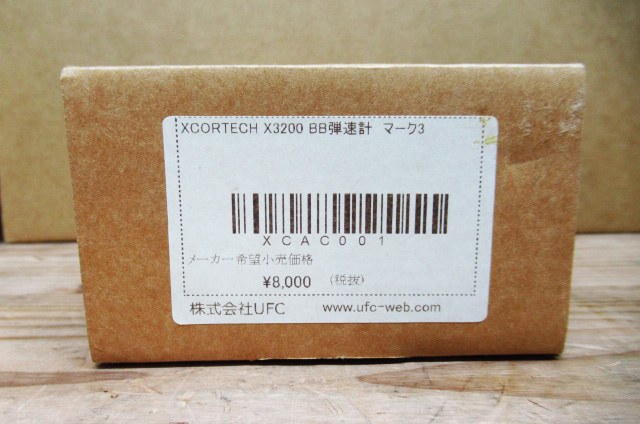 XCORTECH X3200 BB弾速計 マーク3
XCAC001
メーカー希望小売価格
¥8,000 (税抜)
株式会社UFC www.ufc-web.com